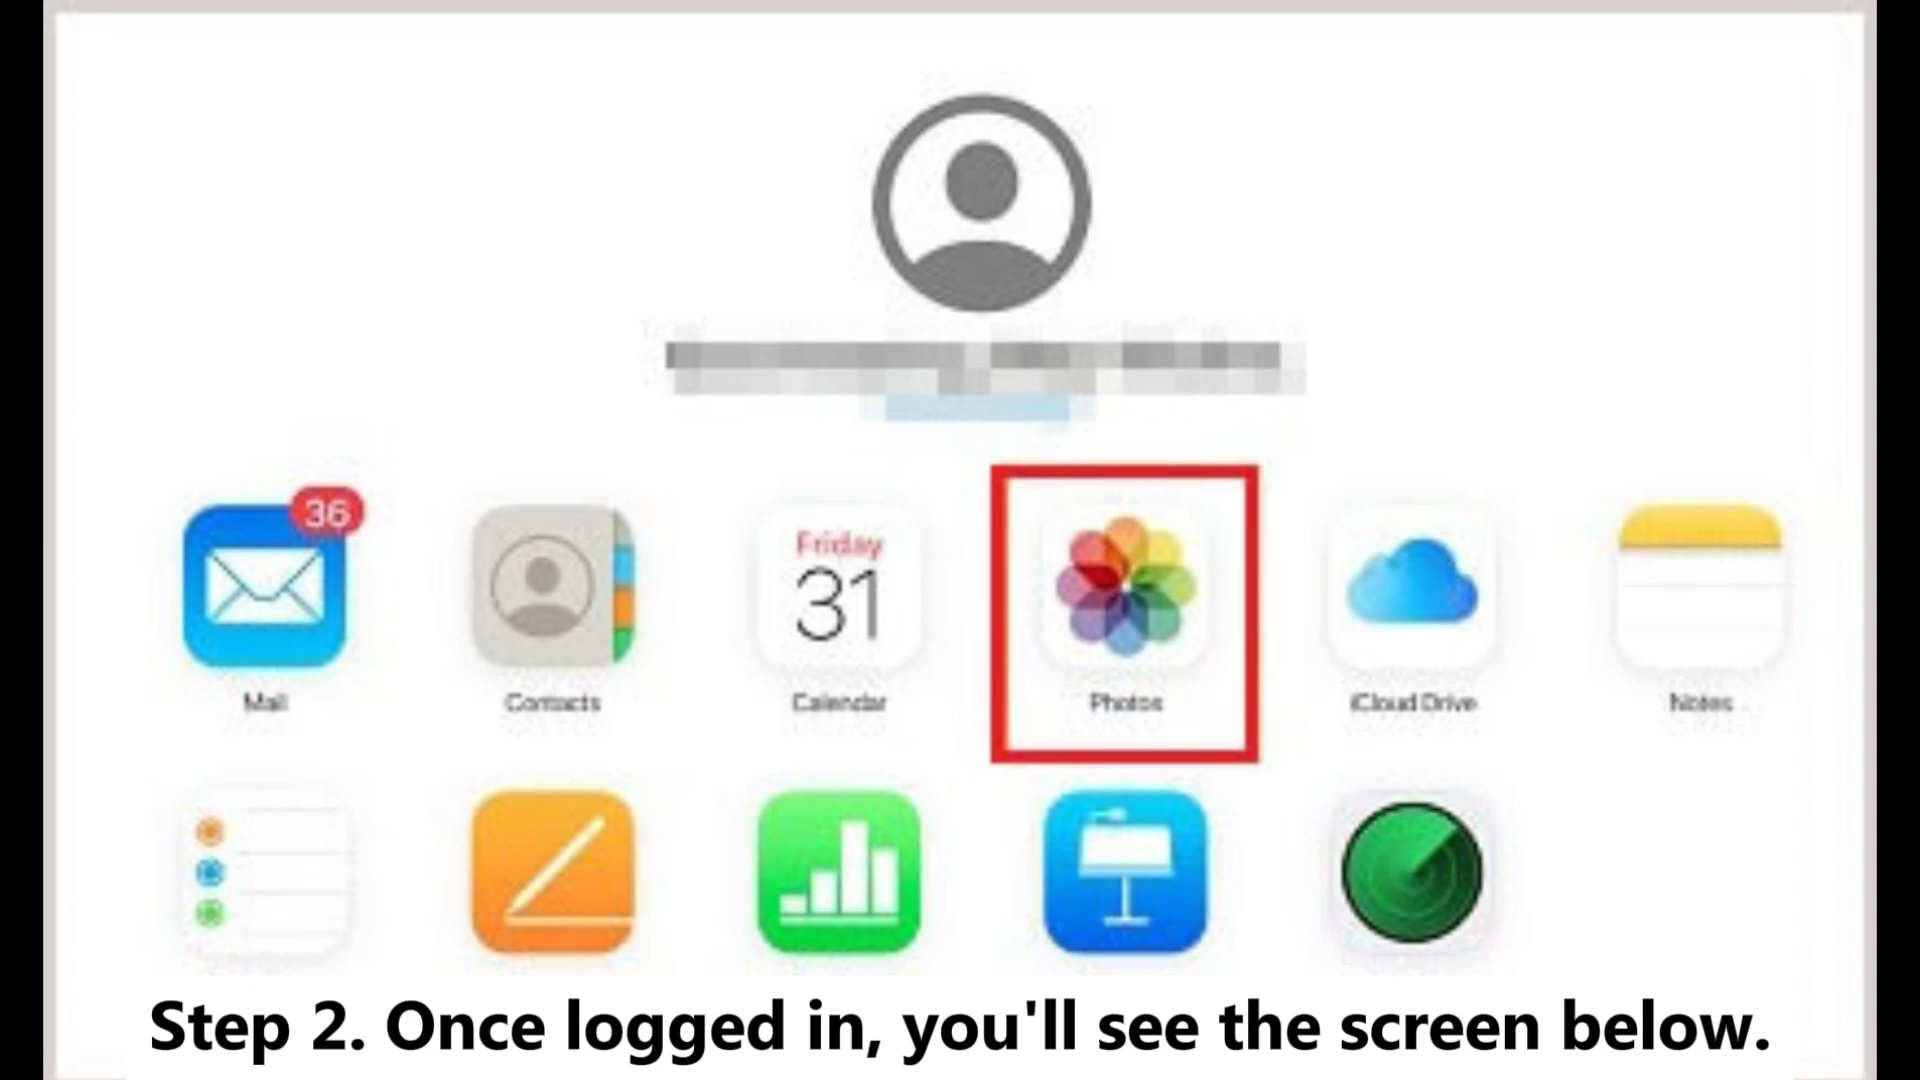 36
Friday
31
Mail
Contacts
Calendar
Photos
iCloud Drive
Notes
Step 2. Once logged in, you'll see the screen below.